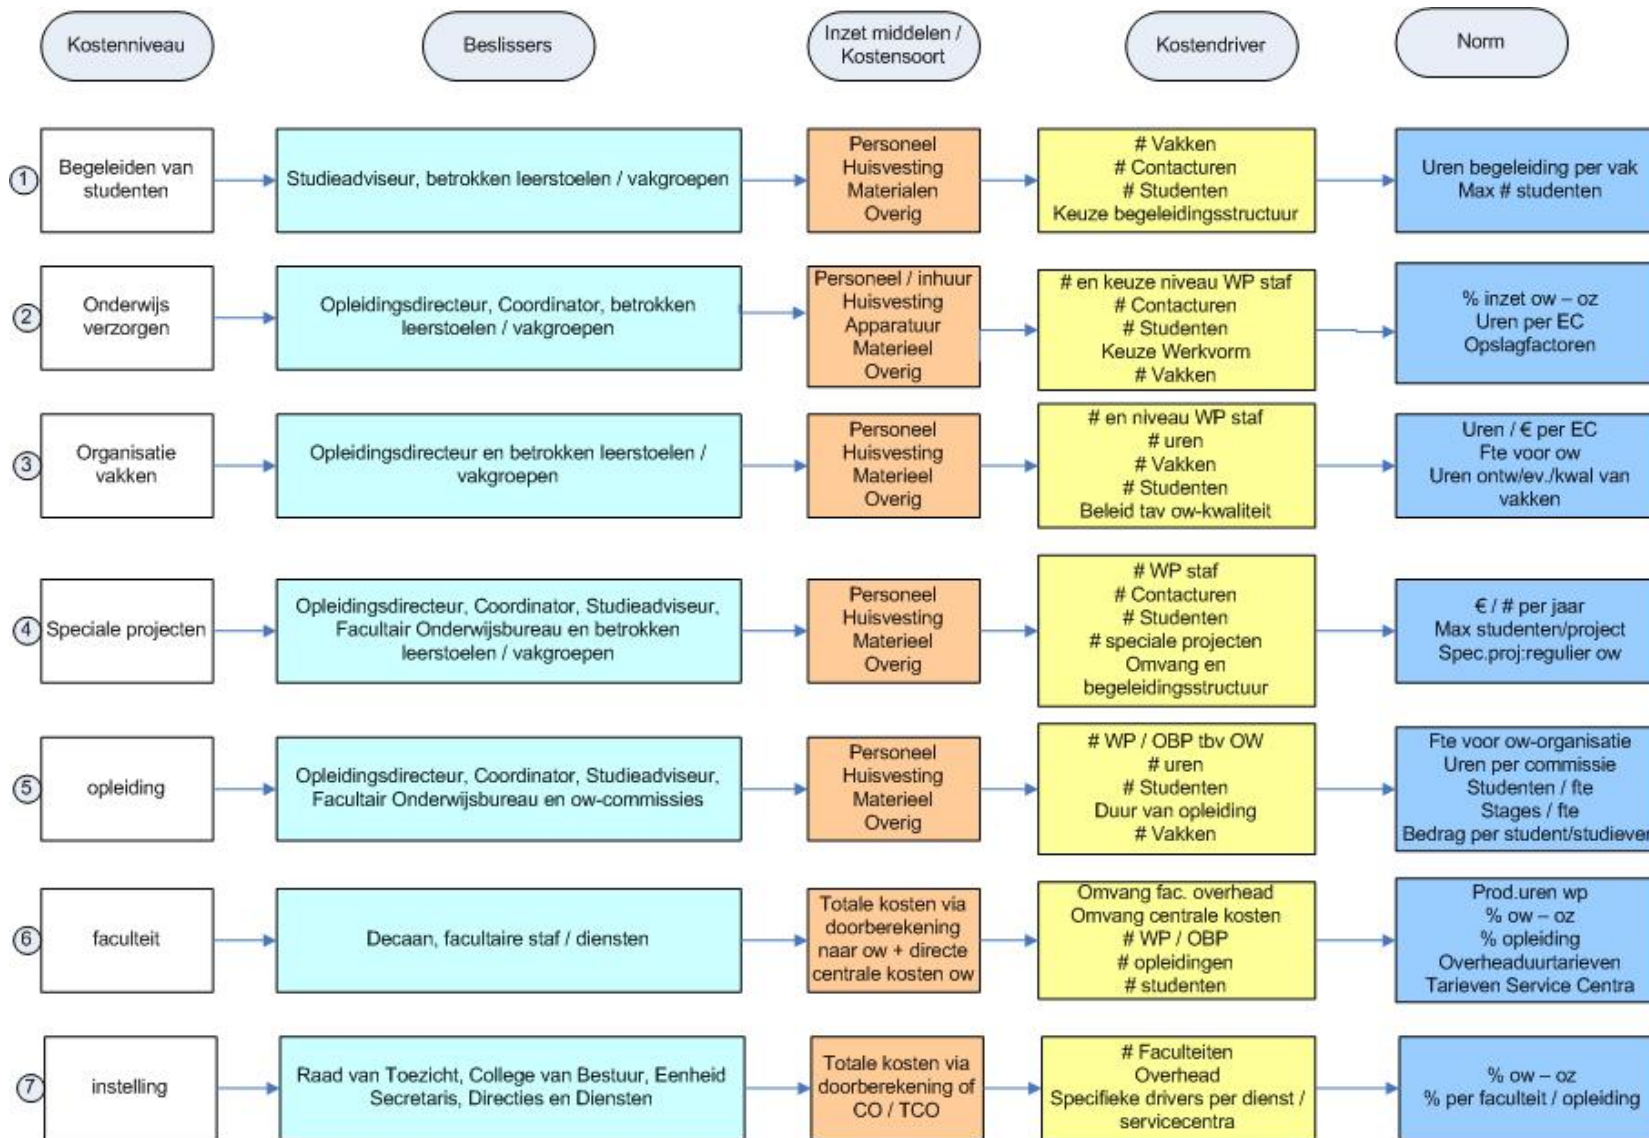 Kostenniveau
Beslissers
Inzet middelen /
Kostensoort
Kostendriver
Norm
1
Begeleiden van
studenten
Studieadviseur, betrokken leerstoelen / vakgroepen
Personeel
Huisvesting
Materialen
Overig
# Vakken
# Contacturen
# Studenten
Keuze begeleidingsstructuur
Uren begeleiding per vak
Max # studenten
2
Onderwijs
verzorgen
Opleidingsdirecteur, Coordinator, betrokken
leerstoelen / vakgroepen
Personeel / inhuur
Huisvesting
Apparatuur
Materieel
Overig
# en keuze niveau WP staf
# Contacturen
# Studenten
Keuze Werkvorm
# Vakken
% inzet ow – oz
Uren per EC
Opslagfactoren
3
Organisatie
vakken
Opleidingsdirecteur en betrokken leerstoelen /
vakgroepen
Personeel
Huisvesting
Materieel
Overig
# en niveau WP staf
# uren
# Vakken
# Studenten
Beleid tav ow-kwaliteit
Uren / € per EC
Fte voor ow
Uren ontw/ev./kwal van
vakken
4
Speciale projecten
Opleidingsdirecteur, Coordinator, Studieadviseur,
Facultair Onderwijsbureau en betrokken
leerstoelen / vakgroepen
Personeel
Huisvesting
Materieel
Overig
# WP staf
# Contacturen
# Studenten
# speciale projecten
Omvang en
begeleidingsstructuur
€ / # per jaar
Max studenten/project
Spec.proj:regulier ow
5
opleiding
Opleidingsdirecteur, Coordinator, Studieadviseur,
Facultair Onderwijsbureau en ow-commissies
Personeel
Huisvesting
Materieel
Overig
# WP / OBP tbv OW
# uren
# Studenten
Duur van opleiding
# Vakken
Fte voor ow-organisatie
Uren per commissie
Studenten / fte
Stages / fte
Bedrag per student/studiever
6
faculteit
Decaan, facultaire staf / diensten
Totale kosten via
doorberekening
naar ow + directe
centrale kosten ow
Omvang fac. overhead
Omvang centrale kosten
# WP / OBP
# opleidingen
# studenten
Prod.uren wp
% ow – oz
% opleiding
Overheaduurtarieven
Tarieven Service Centra
7
instelling
Raad van Toezicht, College van Bestuur, Eenheid
Secretaris, Directies en Diensten
Totale kosten via
doorberekening of
CO / TCO
# Faculteiten
Overhead
Specifieke drivers per dienst /
servicecentra
% ow – oz
% per faculteit / opleiding